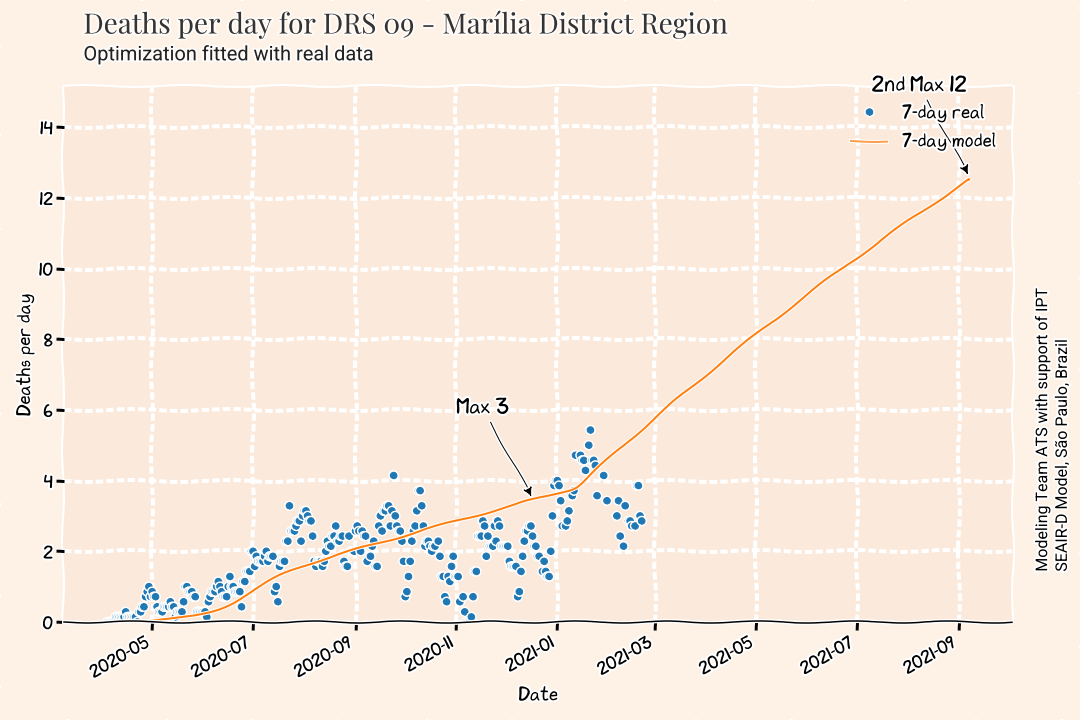 Deaths per day for DRS 09 - Marília District Region
Optimization fitted with real data
2nd Max 12
7-day real
7-day model
Max 3
14
12
10
8
6
4
2
0
Deaths per day
2020-05
2020-07
2020-09
2020-11
2021-01
2021-03
2021-05
2021-07
2021-09
Date
Modeling Team ATS with support of IPT
SEAIR-D Model, São Paulo, Brazil